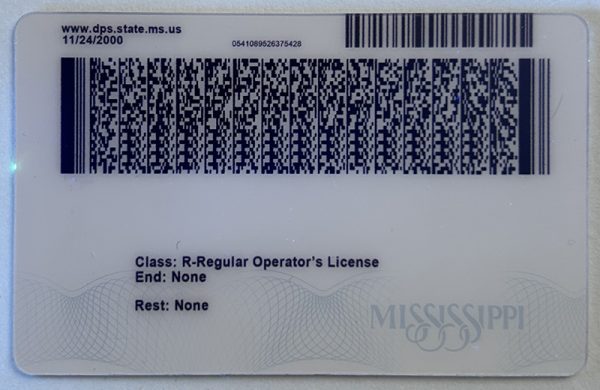 www.dps.state.ms.us
11/24/2000
0541089526375428
Class: R-Regular Operator's License
End: None
Rest: None
MISSISSIPPI